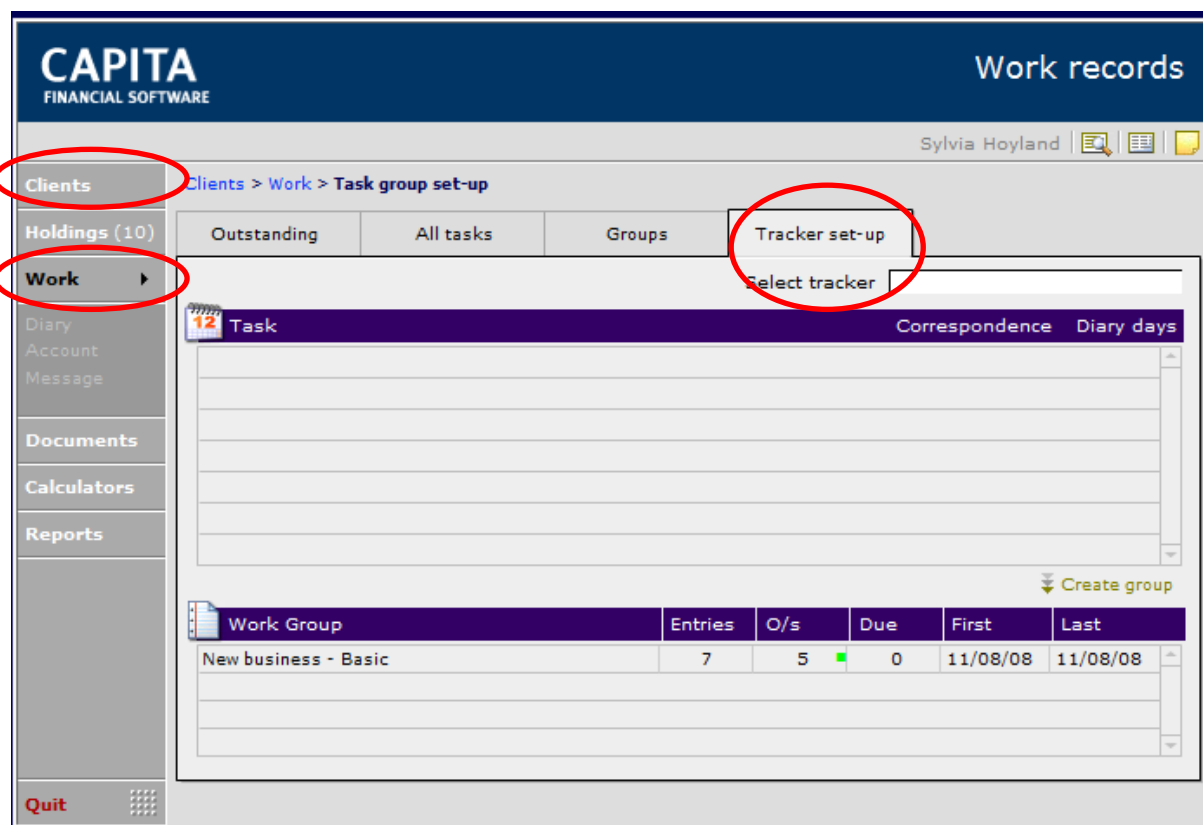 CAPITA
FINANCIAL SOFTWARE
Work records
Sylvia Hoyland
Clients
Clients > Work > Task group set-up
Holdings (10)
Outstanding All tasks Groups Tracker set-up
Work
Select tracker
12 Task Correspondence Diary days
Diary
Account
Message
Documents
Calculators
Reports
Create group
Work Group Entries O/s Due First Last
New business - Basic 7 5 0 11/08/08 11/08/08
Quit